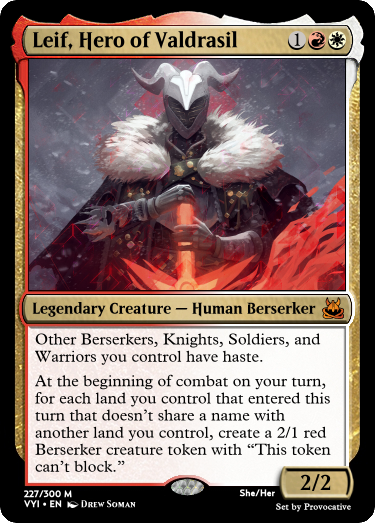 Leif, Hero of Valdrasil 1
Legendary Creature — Human Berserker
Other Berserkers, Knights, Soldiers, and
Warriors you control have haste.
At the beginning of combat on your turn,
for each land you control that entered this
turn that doesn't share a name with
another land you control, create a 2/1 red
Berserker creature token with “This token
can't block.”
2/2
227/300 M She/Her
VYI • EN Drew Soman Set by Provocative